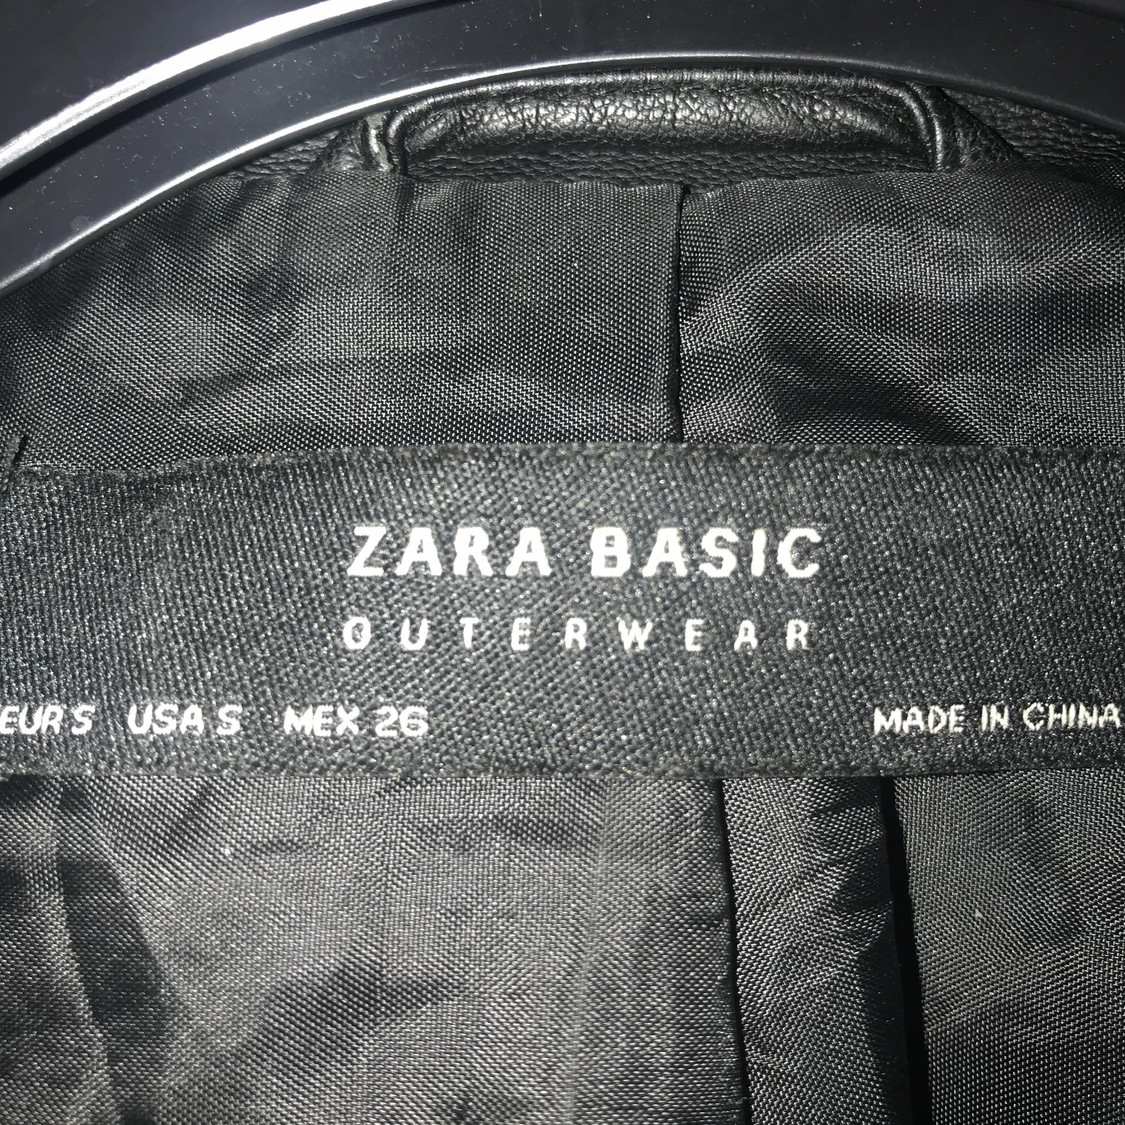 ZARA BASIC
OUTERWEAR
EUR S USA S MEX 26 MADE IN CHINA